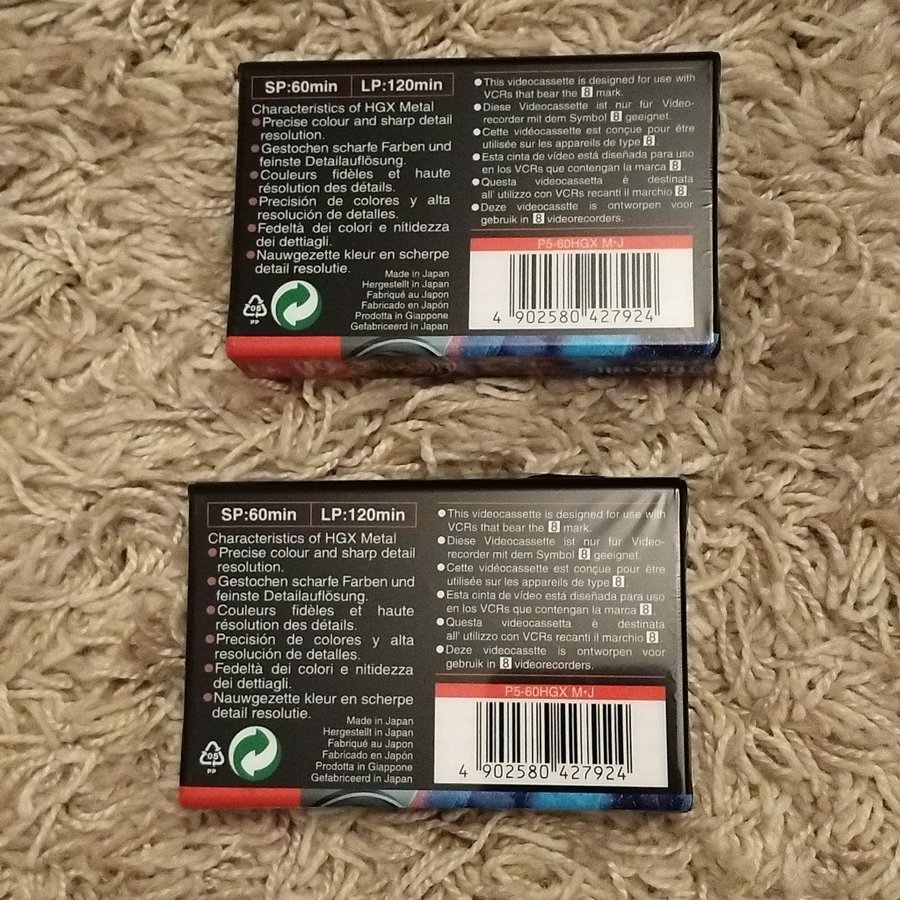 SP:60min LP:120min
Characteristics of HGX Metal
Precise colour and sharp detail
resolution.
Gestochen scharfe Farben und
feinste Detailauflösung.
Couleurs fidèles et haute
résolution des détails.
Precisión de colores y alta
resolución de detalles.
Fedeltà dei colori e nitidezza
dei dettiagli.
Nauwgezette kleur en scherpe
detail resolutie.
Made in Japan
Hergestellt in Japan
Fabriqué au Japon
Fabricado en Japón
Prodotta in Giappone
Gefabriceerd in Japan
05
PP
This videocassette is designed for use with
VCRs that bear the 8 mark.
Diese Videocassette ist nur für Video-
recorder mit dem Symbol 8 geeignet.
Cette vidéocassette est conçue pour être
utilisée sur les appareils de type 8.
Esta cinta de vídeo está diseñada para uso
en los VCRs que contengan la marca 8.
Questa videocassetta è destinata
all' utilizzo con VCRs recanti il marchio 8.
Deze videocasstte is ontworpen voor
gebruik in 8 videorecorders.
P5-60HGX M•J
4 902580 427924
SP:60min LP:120min
Characteristics of HGX Metal
Precise colour and sharp detail
resolution.
Gestochen scharfe Farben und
feinste Detailauflösung.
Couleurs fidèles et haute
résolution des détails.
Precisión de colores y alta
resolución de detalles.
Fedeltà dei colori e nitidezza
dei dettiagli.
Nauwgezette kleur en scherpe
detail resolutie.
Made in Japan
Hergestellt in Japan
Fabriqué au Japon
Fabricado en Japón
Prodotta in Giappone
Gefabriceerd in Japan
05
PP
This videocassette is designed for use with
VCRs that bear the 8 mark.
Diese Videocassette ist nur für Video-
recorder mit dem Symbol 8 geeignet.
Cette vidéocassette est conçue pour être
utilisée sur les appareils de type 8.
Esta cinta de vídeo está diseñada para uso
en los VCRs que contengan la marca 8.
Questa videocassetta è destinata
all' utilizzo con VCRs recanti il marchio 8.
Deze videocasstte is ontworpen voor
gebruik in 8 videorecorders.
P5-60HGX M•J
4 902580 427924